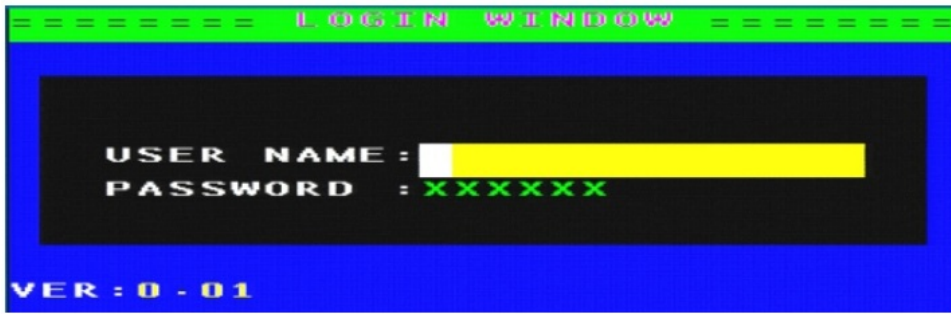 ======== LOGIN WINDOW ========
USER NAME:
PASSWORD :XXXXXX
VER:0-01